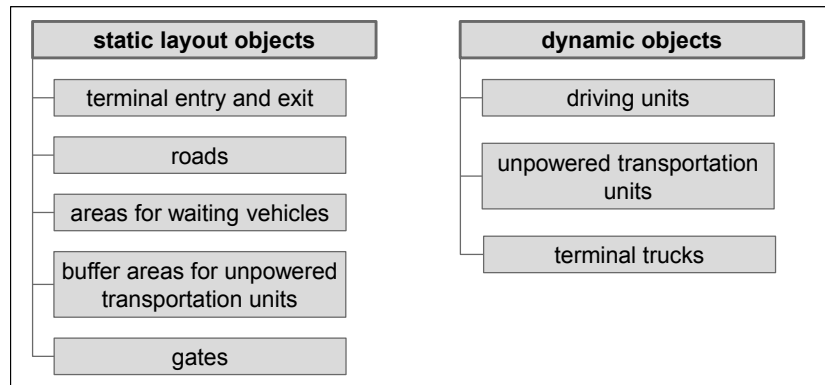 static layout objects
terminal entry and exit
roads
areas for waiting vehicles
buffer areas for unpowered
transportation units
gates
dynamic objects
driving units
unpowered transportation
units
terminal trucks